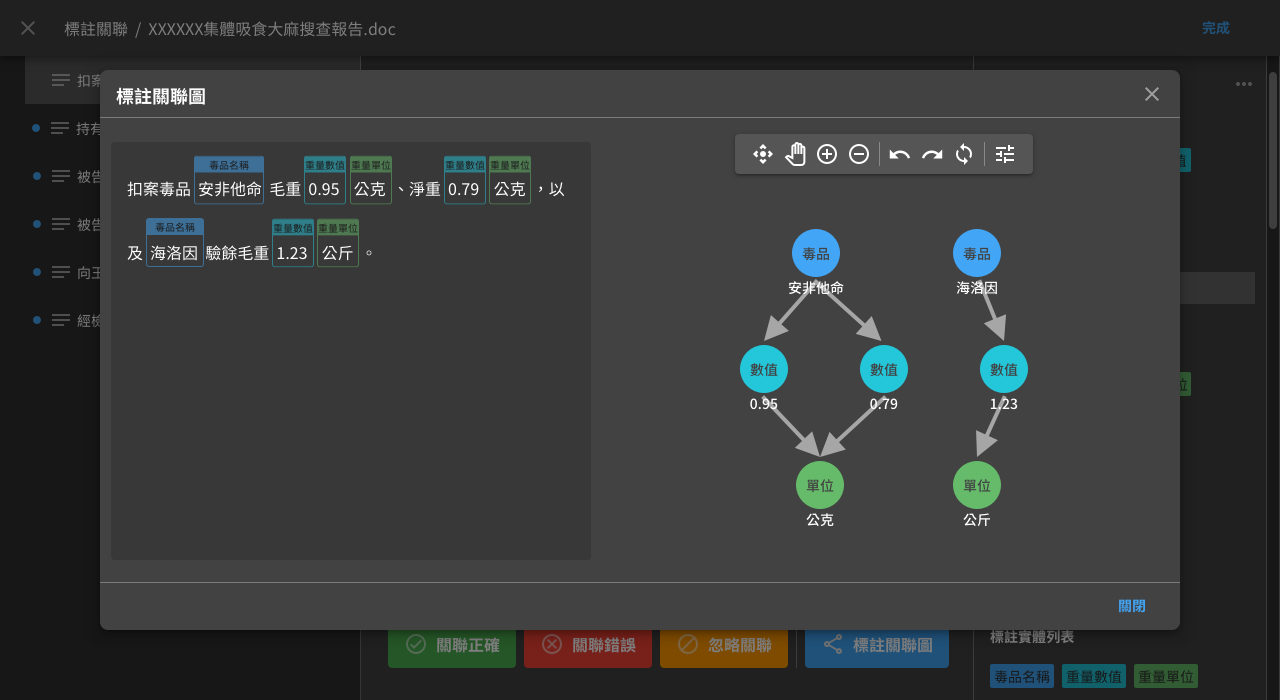 標註關聯 / XXXXXX集體吸食大麻搜查報告.doc
完成
扣案
持有
被告
被告
向王
經檢
標註關聯圖
毒品名稱 重量數值 重量單位 重量數值 重量單位
扣案毒品 安非他命 毛重 0.95 公克 、淨重 0.79 公克 ，以
毒品名稱 重量數值 重量單位
及 海洛因 驗餘毛重 1.23 公斤 。
毒品 毒品
安非他命 海洛因
數值 數值 數值
0.95 0.79 1.23
單位 單位
公克 公斤
值
位
關閉
關聯正確 關聯錯誤 忽略關聯 標註關聯圖
標註實體列表
毒品名稱 重量數值 重量單位